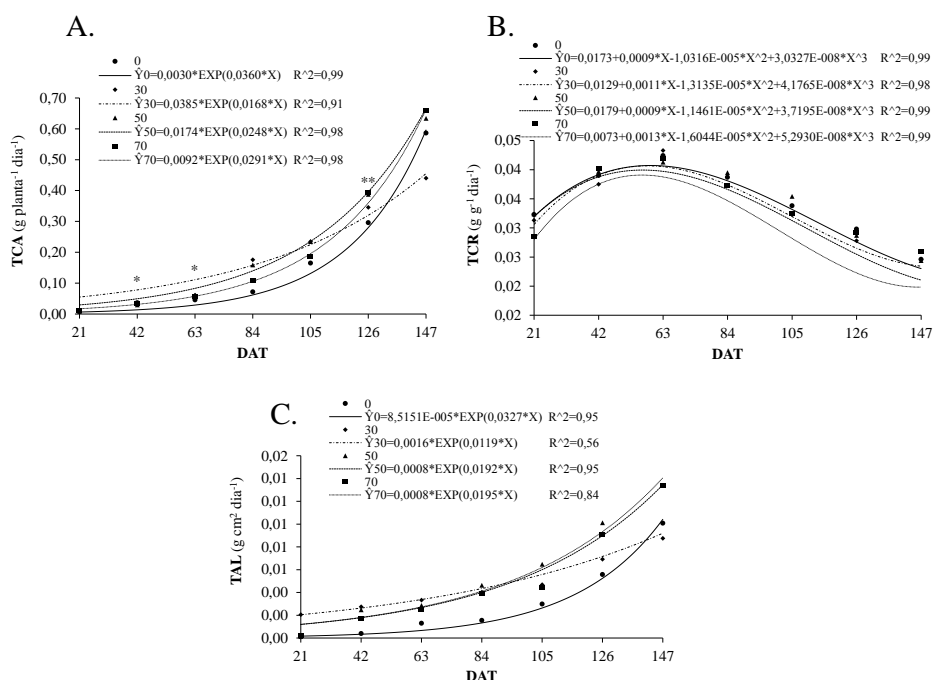 A.
0
Ŷ0=0,0030*EXP(0,0360*X) R^2=0,99
30
Ŷ30=0,0385*EXP(0,0168*X) R^2=0,91
50
Ŷ50=0,0174*EXP(0,0248*X) R^2=0,98
70
Ŷ70=0,0092*EXP(0,0291*X) R^2=0,98
0,70
0,60
0,50
0,40
0,30
0,20
0,10
0,00
TCA (g planta⁻¹ dia⁻¹)
* * **
21 42 63 84 105 126 147
DAT
B.
0
Ŷ0=0,0173+0,0009*X-1,0316E-005*X^2+3,0327E-008*X^3 R^2=0,99
30
Ŷ30=0,0129+0,0011*X-1,3135E-005*X^2+4,1765E-008*X^3 R^2=0,98
50
Ŷ50=0,0179+0,0009*X-1,1461E-005*X^2+3,7195E-008*X^3 R^2=0,99
70
Ŷ70=0,0073+0,0013*X-1,6044E-005*X^2+5,2930E-008*X^3 R^2=0,99
0,05
0,04
0,04
0,03
0,03
0,02
0,02
TCR (g g⁻¹ dia⁻¹)
21 42 63 84 105 126 147
DAT
C.
0
Ŷ0=8,5151E-005*EXP(0,0327*X) R^2=0,95
30
Ŷ30=0,0016*EXP(0,0119*X) R^2=0,56
50
Ŷ50=0,0008*EXP(0,0192*X) R^2=0,95
70
Ŷ70=0,0008*EXP(0,0195*X) R^2=0,84
0,02
0,01
0,01
0,01
0,01
0,01
0,00
0,00
0,00
TAL (g cm² dia⁻¹)
21 42 63 84 105 126 147
DAT